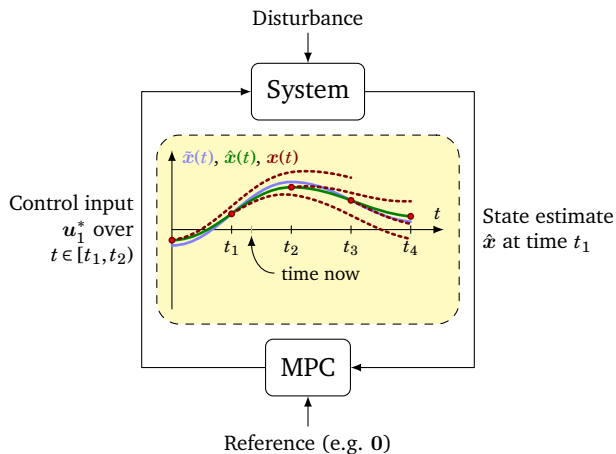 Disturbance
System
x̃(t), x̂(t), x(t)
t
t₁ t₂ t₃ t₄
time now
Control input
u₁* over
t∈[t₁,t₂)
State estimate
x̂ at time t₁
MPC
Reference (e.g. 0)